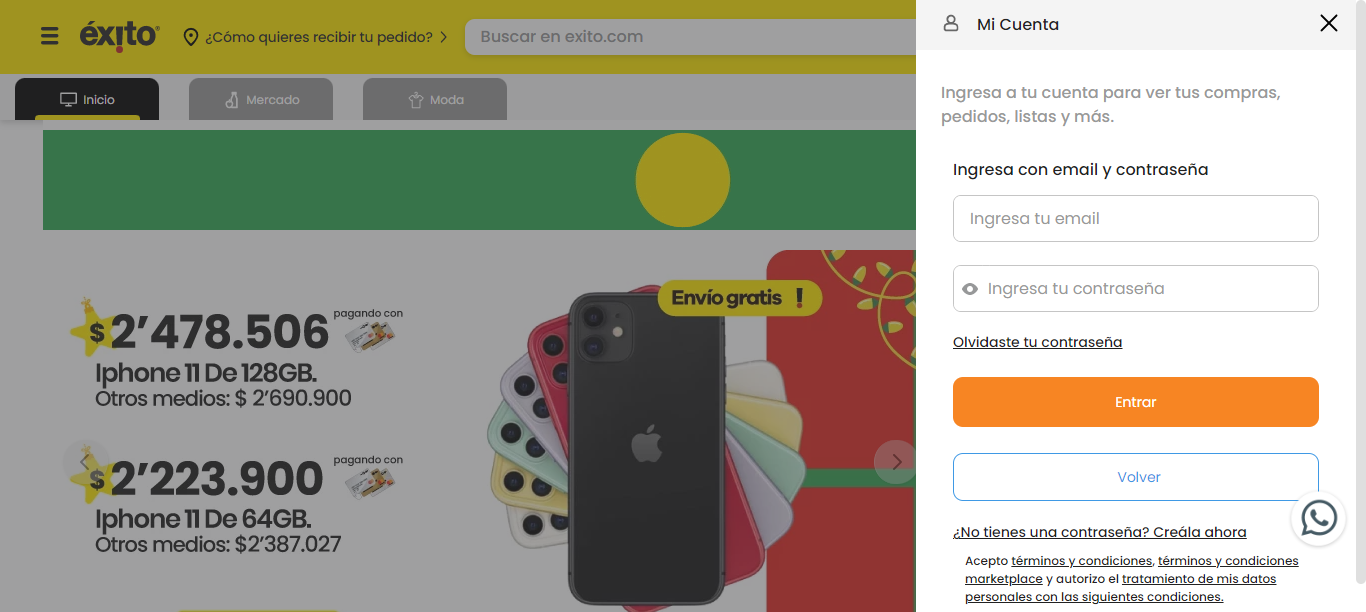 éxito
¿Cómo quieres recibir tu pedido?
Buscar en exito.com
Inicio
Mercado
Moda
Envío gratis !
$2’478.506
pagando con
Iphone 11 De 128GB.
Otros medios: $ 2’690.900
$2’223.900
pagando con
Iphone 11 De 64GB.
Otros medios: $2’387.027
Mi Cuenta
Ingresa a tu cuenta para ver tus compras,
pedidos, listas y más.
Ingresa con email y contraseña
Ingresa tu email
Ingresa tu contraseña
Olvidaste tu contraseña
Entrar
Volver
¿No tienes una contraseña? Creála ahora
Acepto términos y condiciones, términos y condiciones
marketplace y autorizo el tratamiento de mis datos
personales con las siguientes condiciones.